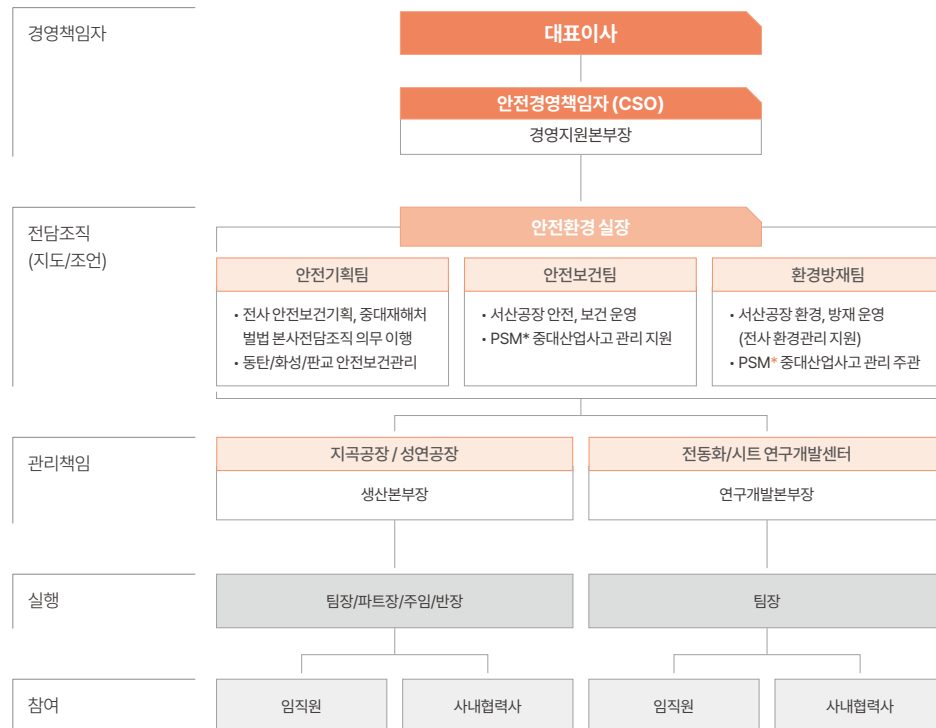 경영책임자
대표이사
안전경영책임자 (CSO)
경영지원본부장
전담조직
(지도/조언)
안전환경 실장
안전기획팀
• 전사 안전보건기획, 중대재해처
벌법 본사전담조직 의무 이행
• 동탄/화성/판교 안전보건관리
안전보건팀
• 서산공장 안전, 보건 운영
• PSM* 중대산업사고 관리 지원
환경방재팀
• 서산공장 환경, 방재 운영
(전사 환경관리 지원)
• PSM* 중대산업사고 관리 주관
관리책임
지곡공장 / 성연공장
생산본부장
전동화/시트 연구개발센터
연구개발본부장
실행
팀장/파트장/주임/반장
팀장
참여
임직원
사내협력사
임직원
사내협력사